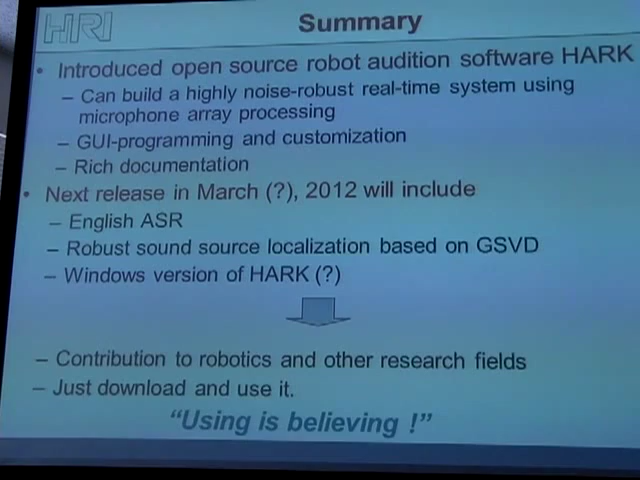 HRI
Summary
• Introduced open source robot audition software HARK
– Can build a highly noise-robust real-time system using
microphone array processing
– GUI-programming and customization
– Rich documentation
• Next release in March (?), 2012 will include
– English ASR
– Robust sound source localization based on GSVD
– Windows version of HARK (?)
– Contribution to robotics and other research fields
– Just download and use it.
“Using is believing !”